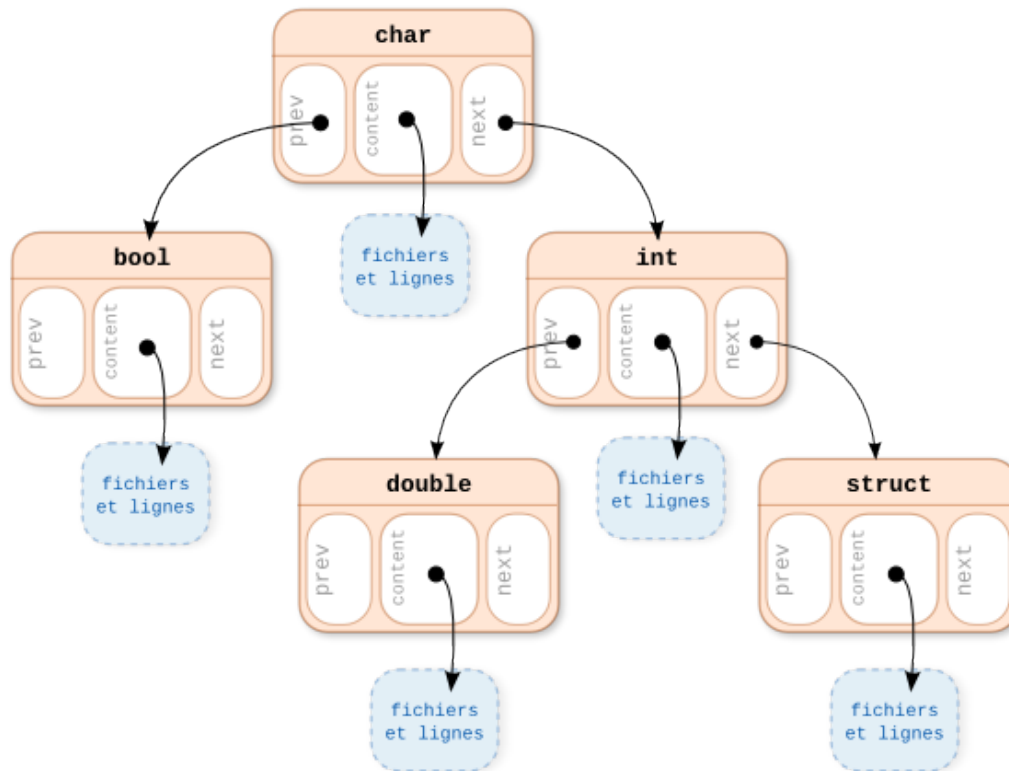 char
prev
content
next
bool
prev
content
next
fichiers
et lignes
int
prev
content
next
fichiers
et lignes
double
prev
content
next
fichiers
et lignes
struct
prev
content
next
fichiers
et lignes
fichiers
et lignes
fichiers
et lignes